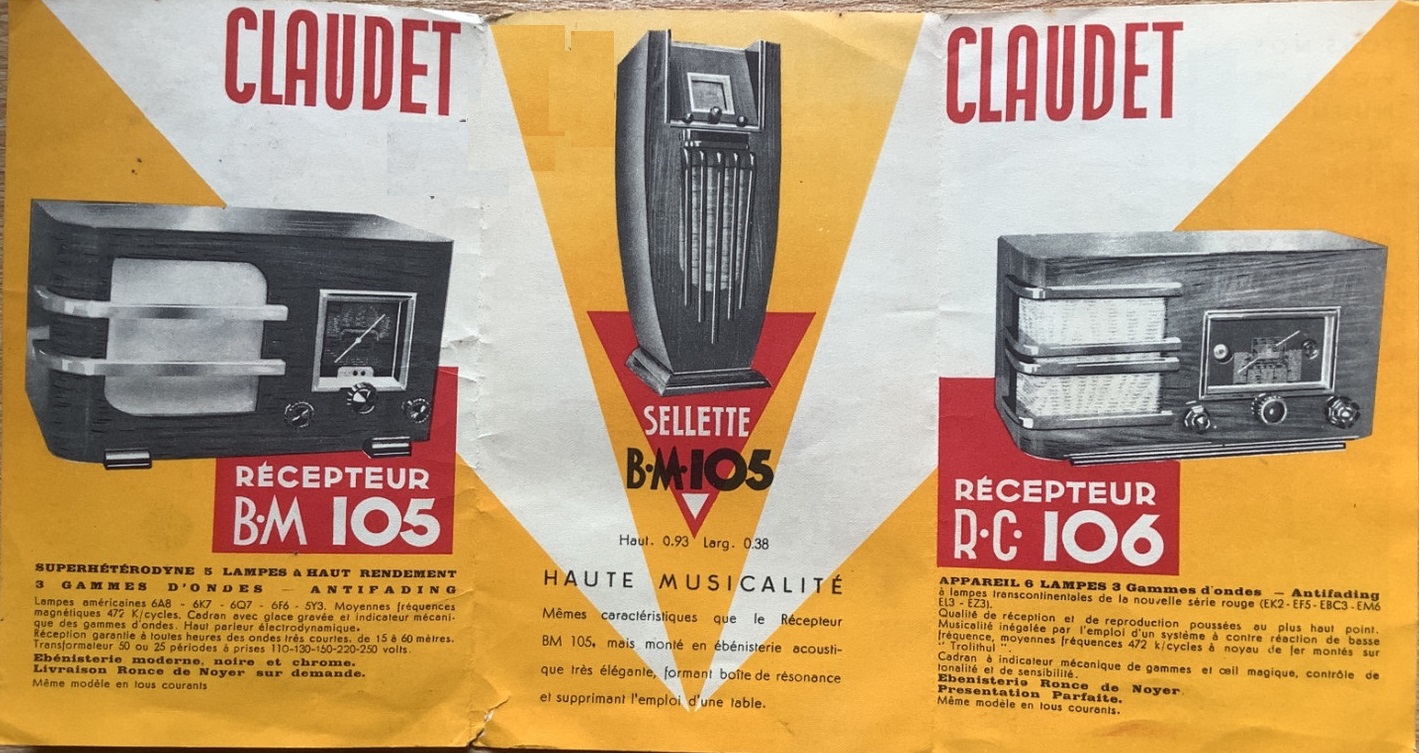 CLAUDET
RÉCEPTEUR
B·M 105
SUPERHÉTÉRODYNE 5 LAMPES à HAUT RENDEMENT
3 GAMMES D'ONDES — ANTIFADING
Lampes américaines 6A8 - 6K7 - 6Q7 - 6F6 - 5Y3. Moyennes fréquences
magnétiques 472 K/cycles. Cadran avec glace gravée et indicateur mécani-
que des gammes d'ondes. Haut parleur électrodynamique.
Réception garantie à toutes heures des ondes très courtes. de 15 à 60 mètres.
Transformateur 50 ou 25 périodes à prises 110-130-150-220-250 volts.
Ebénisterie moderne, noire et chrome.
Livraison Ronce de Noyer sur demande.
Même modèle en tous courants
SELLETTE
B·M·105
Haut. 0.93 Larg. 0.38
HAUTE MUSICALITÉ
Mêmes caractéristiques que le Récepteur
BM 105, mais monté en ébénisterie acousti-
que très élégante, formant boîte de résonance
et supprimant l'emploi d'une table.
CLAUDET
RÉCEPTEUR
R·C· 106
APPAREIL 6 LAMPES 3 Gammes d'ondes — Antifading
à lampes transcontinentales de la nouvelle série rouge (EK2 - EF5 - EBC3 - EM6
EL3 - EZ3).
Qualité de réception et de reproduction poussées au plus haut point.
Musicalité inégalée par l'emploi d'un système à contre réaction de basse
fréquence, moyennes fréquences 472 k/cycles à noyau de fer montés sur
" Trolithul ".
Cadran à indicateur mécanique de gammes et œil magique, contrôle de
tonalité et de sensibilité.
Ebenisterie Ronce de Noyer.
Presentation Parfaite.
Même modèle en tous courants.